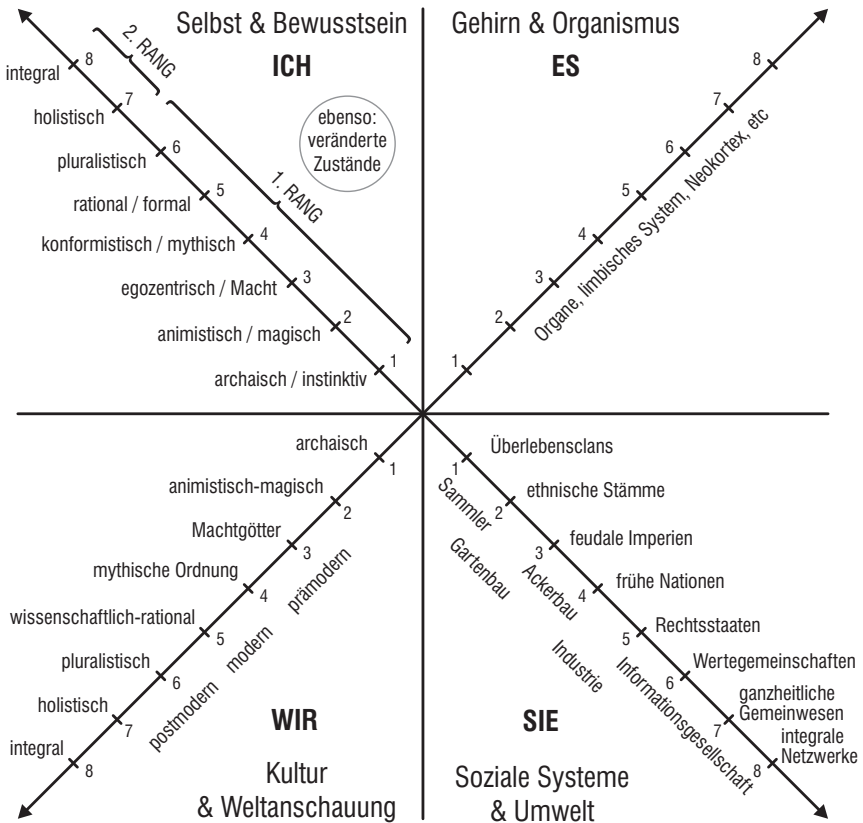 Selbst & Bewusstsein
ICH
2. RANG
1. RANG
ebenso:
veränderte
Zustände
8
integral
7
holistisch
6
pluralistisch
5
rational / formal
4
konformistisch / mythisch
3
egozentrisch / Macht
2
animistisch / magisch
1
archaisch / instinktiv
Gehirn & Organismus
ES
8
7
6
5
4
3
2
1
Organe, limbisches System, Neokortex, etc
archaisch
1
animistisch-magisch
2
Machtgötter
3
mythische Ordnung
4
wissenschaftlich-rational
5
pluralistisch
6
holistisch
7
integral
8
prämodern
modern
postmodern
WIR
Kultur
& Weltanschauung
1
Überlebensclans
2
ethnische Stämme
3
feudale Imperien
4
frühe Nationen
5
Rechtsstaaten
6
Wertegemeinschaften
7
ganzheitliche
Gemeinwesen
8
integrale
Netzwerke
Sammler
Gartenbau
Ackerbau
Industrie
Informationsgesellschaft
SIE
Soziale Systeme
& Umwelt